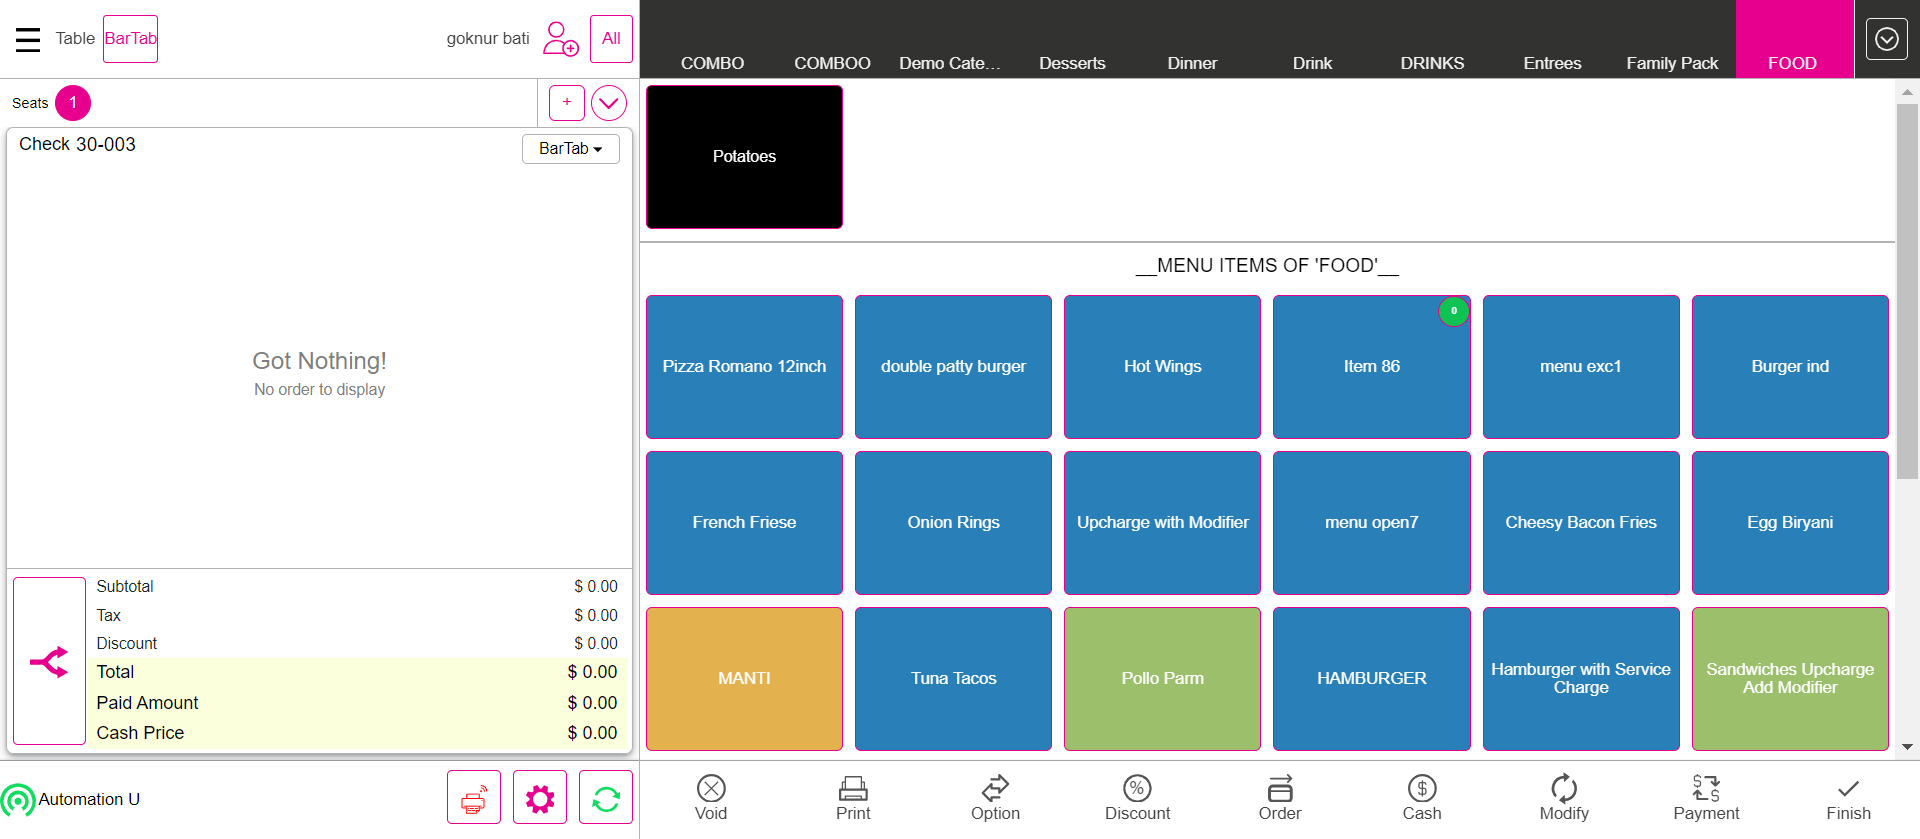 Table
BarTab
goknur bati
All
COMBO
COMBOO
Demo Cate...
Desserts
Dinner
Drink
DRINKS
Entrees
Family Pack
FOOD
Seats
1
+
Check 30-003
BarTab
Potatoes
__MENU ITEMS OF 'FOOD'__
Got Nothing!
No order to display
Pizza Romano 12inch
double patty burger
Hot Wings
0
Item 86
menu exc1
Burger ind
French Friese
Onion Rings
Upcharge with Modifier
menu open7
Cheesy Bacon Fries
Egg Biryani
MANTI
Tuna Tacos
Pollo Parm
HAMBURGER
Hamburger with Service
Charge
Sandwiches Upcharge
Add Modifier
Subtotal $ 0.00
Tax $ 0.00
Discount $ 0.00
Total $ 0.00
Paid Amount $ 0.00
Cash Price $ 0.00
Automation U
Void
Print
Option
Discount
Order
Cash
Modify
Payment
Finish